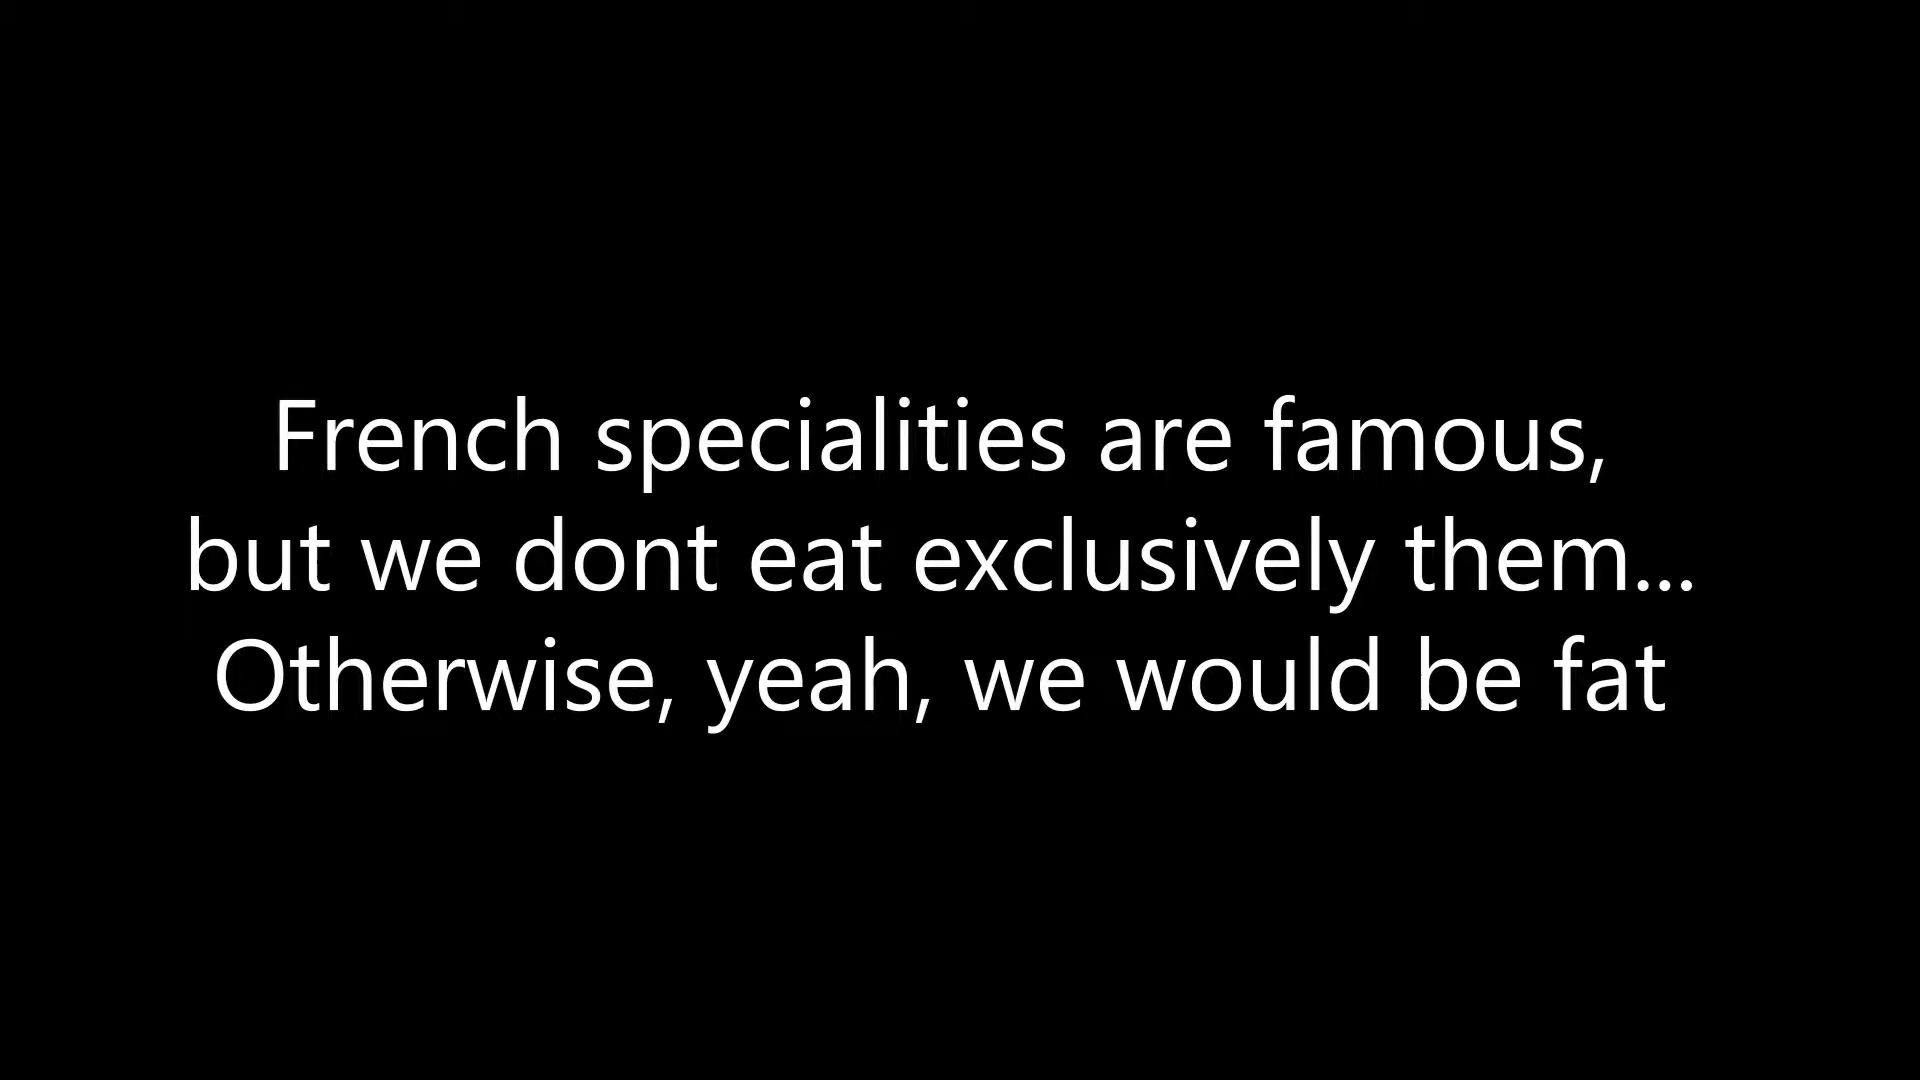 French specialities are famous,
but we dont eat exclusively them...
Otherwise, yeah, we would be fat